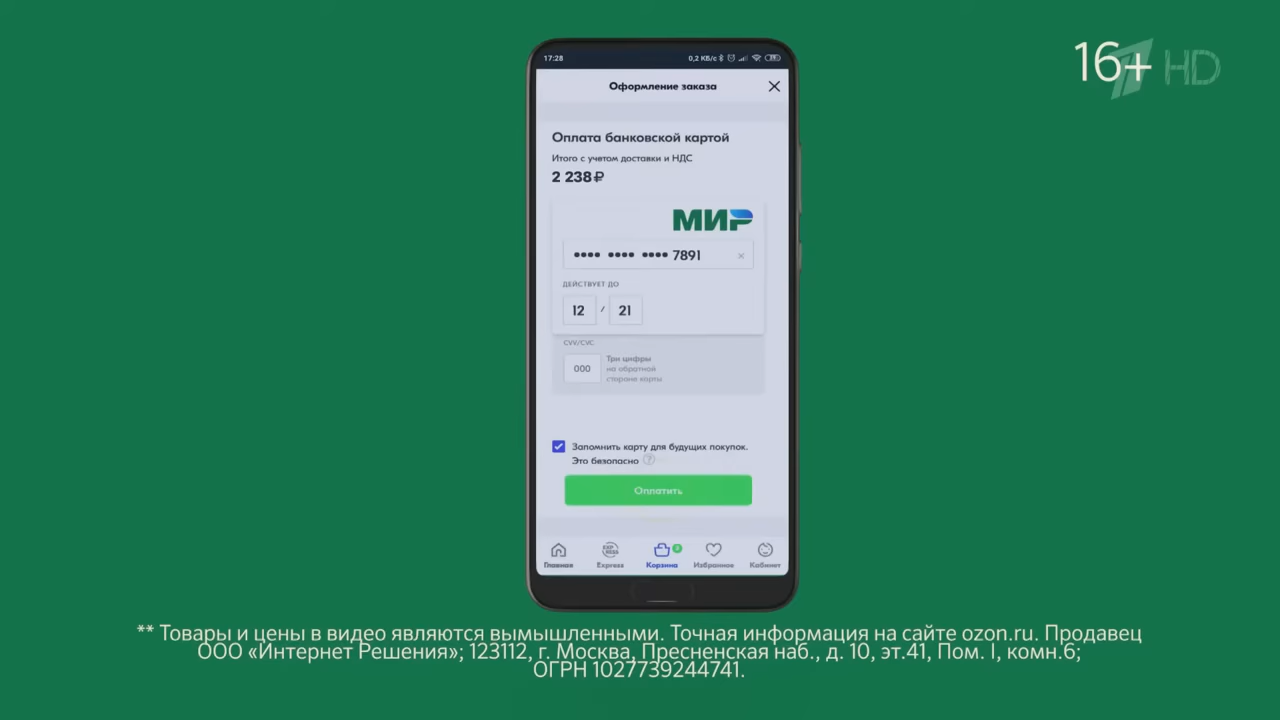 16+
HD
17:28
0,2 КБ/с
Оформление заказа
Оплата банковской картой
Итого с учетом доставки и НДС
2 238 ₽
МИР
•••• •••• •••• 7891
ДЕЙСТВУЕТ ДО
12 / 21
CVV/CVC
000
Три цифры
на обратной
стороне карты
Запомнить карту для будущих покупок.
Это безопасно ?
Оплатить
Главная Express Корзина Избранное Кабинет
** Товары и цены в видео являются вымышленными. Точная информация на сайте ozon.ru. Продавец
ООО «Интернет Решения»; 123112, г. Москва, Пресненская наб., д. 10, эт.41, Пом. I, комн.6;
ОГРН 1027739244741.